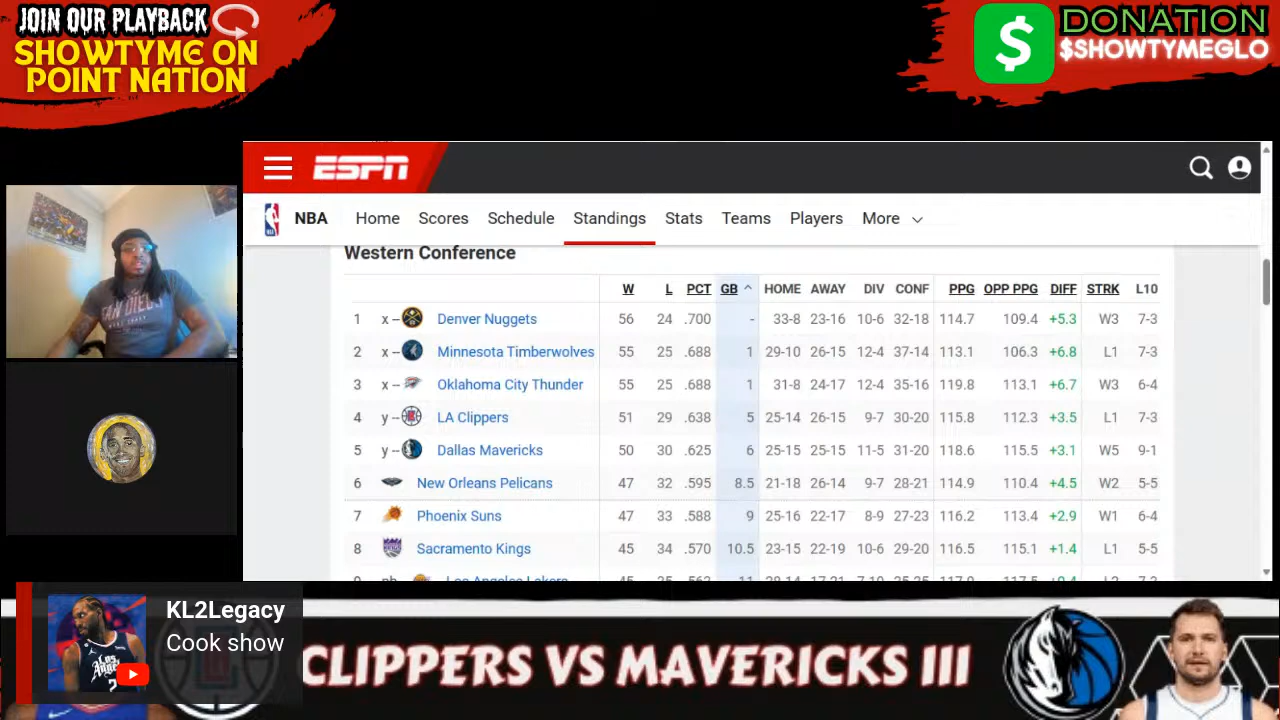 JOIN OUR PLAYBACK
SHOWTYME ON
POINT NATION
DONATION
$SHOWTYMEGLO
ESPN
NBA Home Scores Schedule Standings Stats Teams Players More
Western Conference
W L PCT GB HOME AWAY DIV CONF PPG OPP PPG DIFF STRK L10
1 x -- Denver Nuggets 56 24 .700 - 33-8 23-16 10-6 32-18 114.7 109.4 +5.3 W3 7-3
2 x -- Minnesota Timberwolves 55 25 .688 1 29-10 26-15 12-4 37-14 113.1 106.3 +6.8 L1 7-3
3 x -- Oklahoma City Thunder 55 25 .688 1 31-8 24-17 12-4 35-16 119.8 113.1 +6.7 W3 6-4
4 y -- LA Clippers 51 29 .638 5 25-14 26-15 9-7 30-20 115.8 112.3 +3.5 L1 7-3
5 y -- Dallas Mavericks 50 30 .625 6 25-15 25-15 11-5 31-20 118.6 115.5 +3.1 W5 9-1
6 New Orleans Pelicans 47 32 .595 8.5 21-18 26-14 9-7 28-21 114.9 110.4 +4.5 W2 5-5
7 Phoenix Suns 47 33 .588 9 25-16 22-17 8-9 27-23 116.2 113.4 +2.9 W1 6-4
8 Sacramento Kings 45 34 .570 10.5 23-15 22-19 10-6 29-20 116.5 115.1 +1.4 L1 5-5
Los Angeles Lakers
KL2Legacy
Cook show
CLIPPERS VS MAVERICKS III